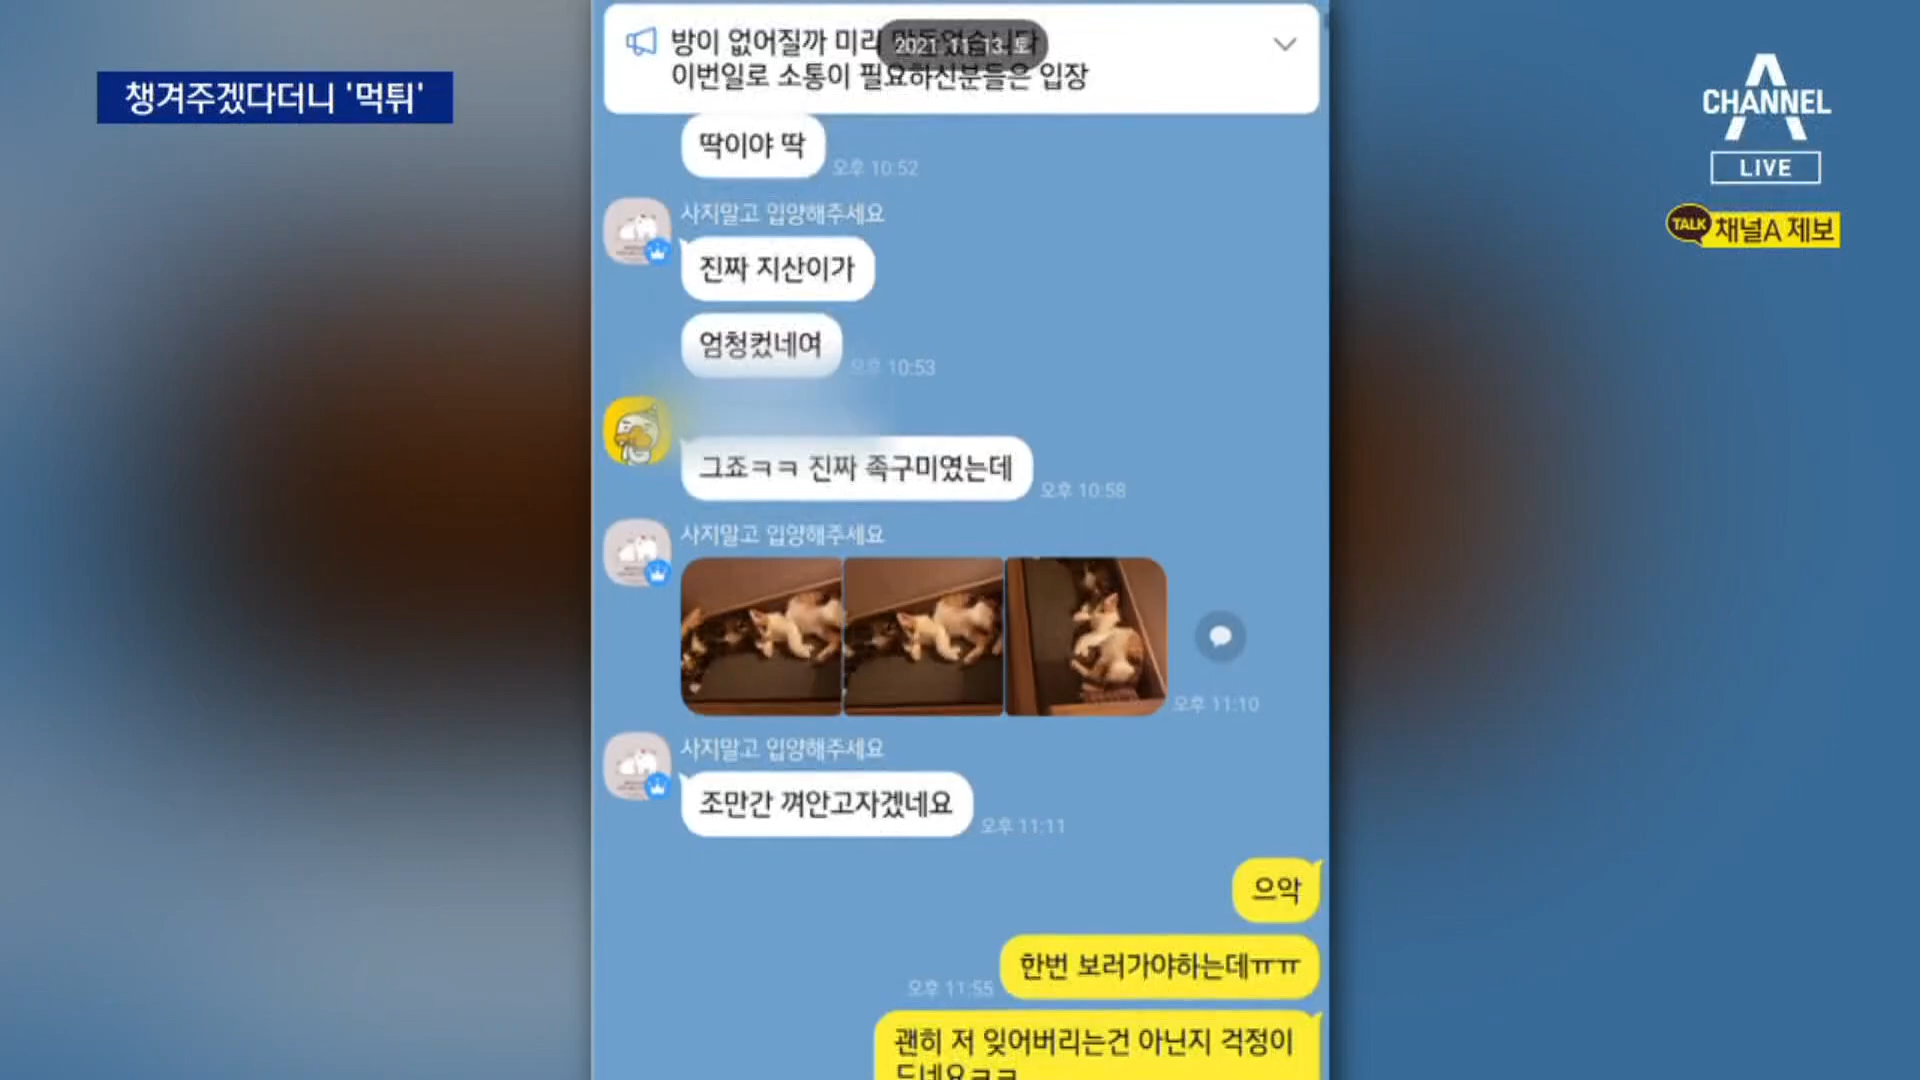 챙겨주겠다더니 '먹튀'
CHANNEL A
LIVE
TALK 채널A 제보
방이 없어질까 미리
2021. 11. 13. 토
이번일로 소통이 필요하신분들은 입장
딱이야 딱
오후 10:52
사지말고 입양해주세요
진짜 지산이가
엄청컸네여
오후 10:53
그죠ㅋㅋ 진짜 족구미였는데
오후 10:58
사지말고 입양해주세요
오후 11:10
사지말고 입양해주세요
조만간 껴안고자겠네요
오후 11:11
으악
한번 보러가야하는데ㅠㅠ
오후 11:55
괜히 저 잊어버리는건 아닌지 걱정이
드네요ㅋㅋ